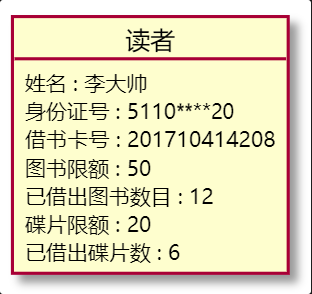 读者
姓名 : 李大帅
身份证号 : 5110****20
借书卡号 : 201710414208
图书限额 : 50
已借出图书数目 : 12
碟片限额 : 20
已借出碟片数 : 6